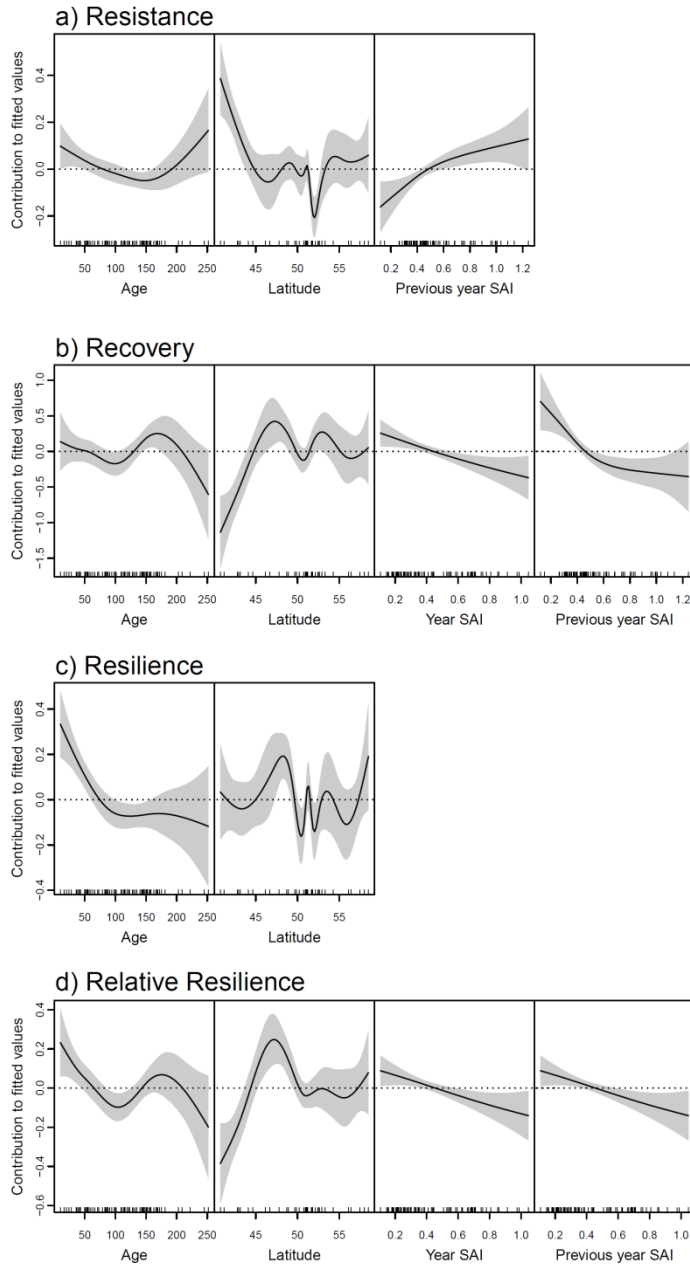 a) Resistance
Contribution to fitted values
−0.2 0.0 0.2 0.4
50 100 150 200 250 45 50 55 0.2 0.4 0.6 0.8 1.0 1.2
Age Latitude Previous year SAI
b) Recovery
Contribution to fitted values
−1.5 −1.0 −0.5 0.0 0.5 1.0
50 100 150 200 250 45 50 55 0.2 0.4 0.6 0.8 1.0 0.2 0.4 0.6 0.8 1.0 1.2
Age Latitude Year SAI Previous year SAI
c) Resilience
Contribution to fitted values
−0.4 −0.2 0.0 0.2 0.4
50 100 150 200 250 45 50 55
Age Latitude
d) Relative Resilience
Contribution to fitted values
−0.6 −0.4 −0.2 0.0 0.2 0.4
50 100 150 200 250 45 50 55 0.2 0.4 0.6 0.8 1.0 0.2 0.4 0.6 0.8 1.0
Age Latitude Year SAI Previous year SAI